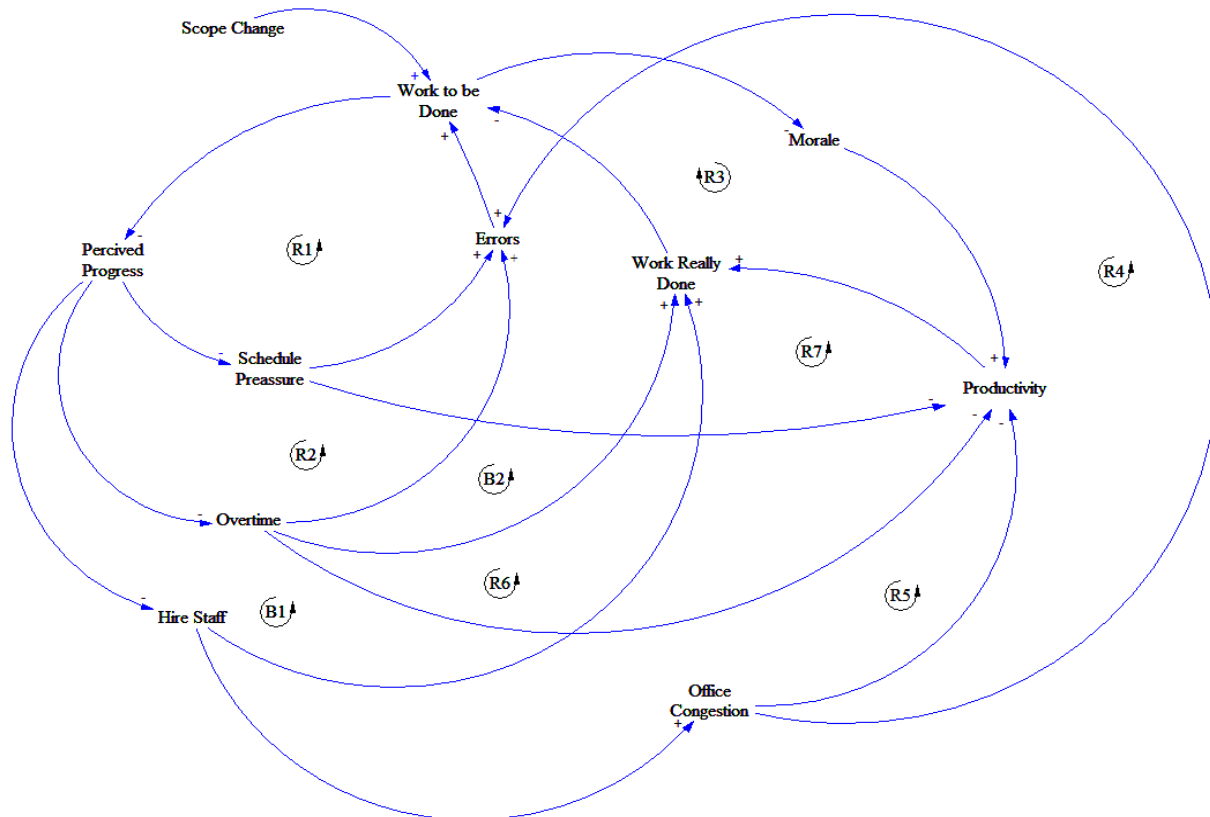 Scope Change
+
Work to be
Done
-
+
- Morale
R3
+
Percived
Progress
-
R1
Errors
+ +
Work Really
Done
+
+ +
R4
R7
- Schedule
Preassure
+
Productivity
-
- -
R2
B2
- Overtime
R6
R5
-
Hire Staff
B1
Office
Congestion
+